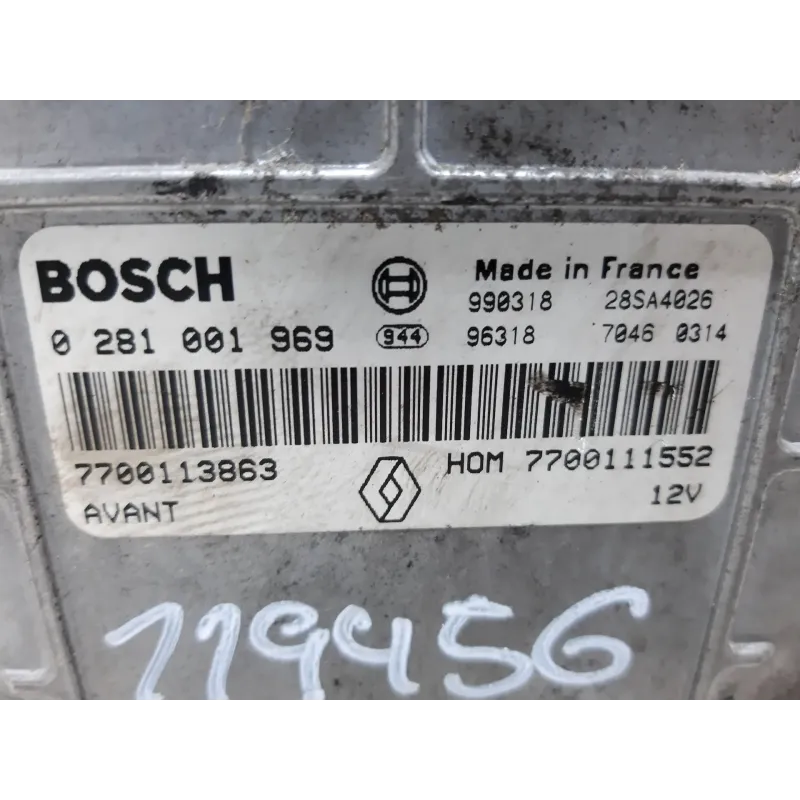 BOSCH Made in France
990318 28SA4026
0 281 001 969 944 96318 7046 0314
7700113863 HOM 7700111552
AVANT 12V
119456